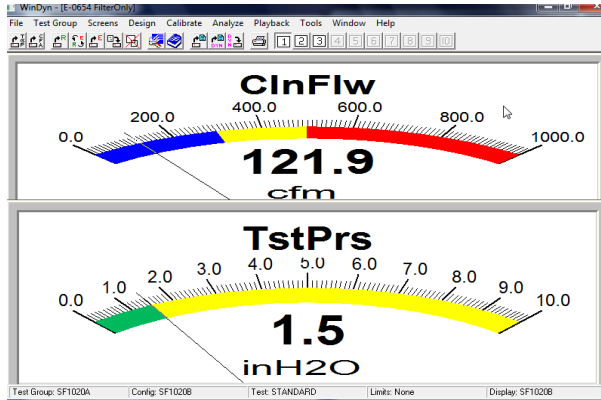 WinDyn - [E-0654 FilterOnly]
File Test Group Screens Design Calibrate Analyze Playback Tools Window Help
1 2 3 4 5 6 7 8 9 10
ClnFlw
0.0 200.0 400.0 600.0 800.0 1000.0
121.9
cfm
TstPrs
0.0 1.0 2.0 3.0 4.0 5.0 6.0 7.0 8.0 9.0 10.0
1.5
inH2O
Test Group: SF1020A Config: SF1020B Test: STANDARD Limits: None Display: SF1020B